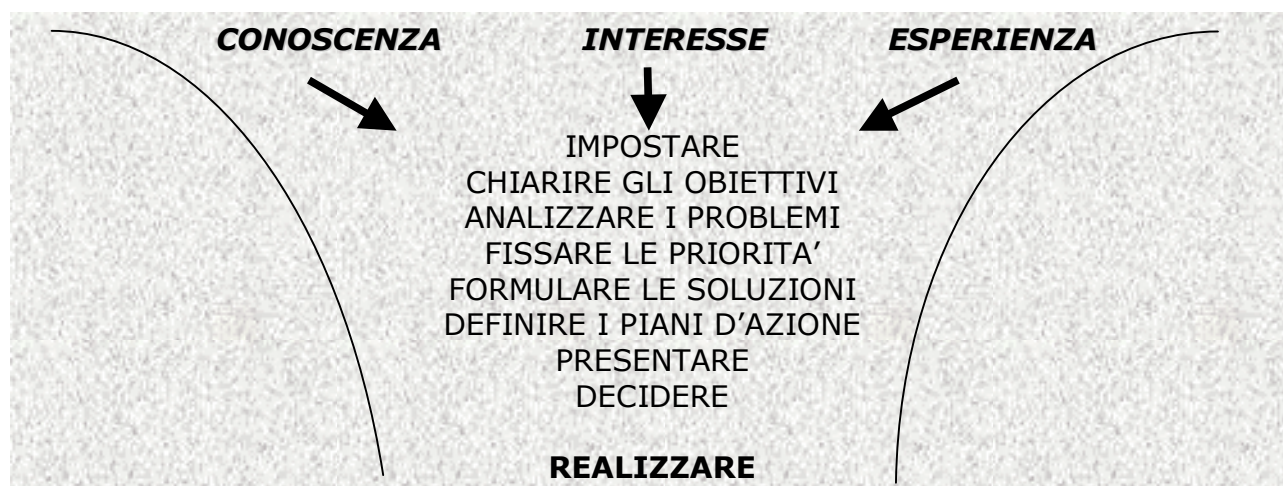 CONOSCENZA INTERESSE ESPERIENZA
IMPOSTARE
CHIARIRE GLI OBIETTIVI
ANALIZZARE I PROBLEMI
FISSARE LE PRIORITA’
FORMULARE LE SOLUZIONI
DEFINIRE I PIANI D’AZIONE
PRESENTARE
DECIDERE
REALIZZARE